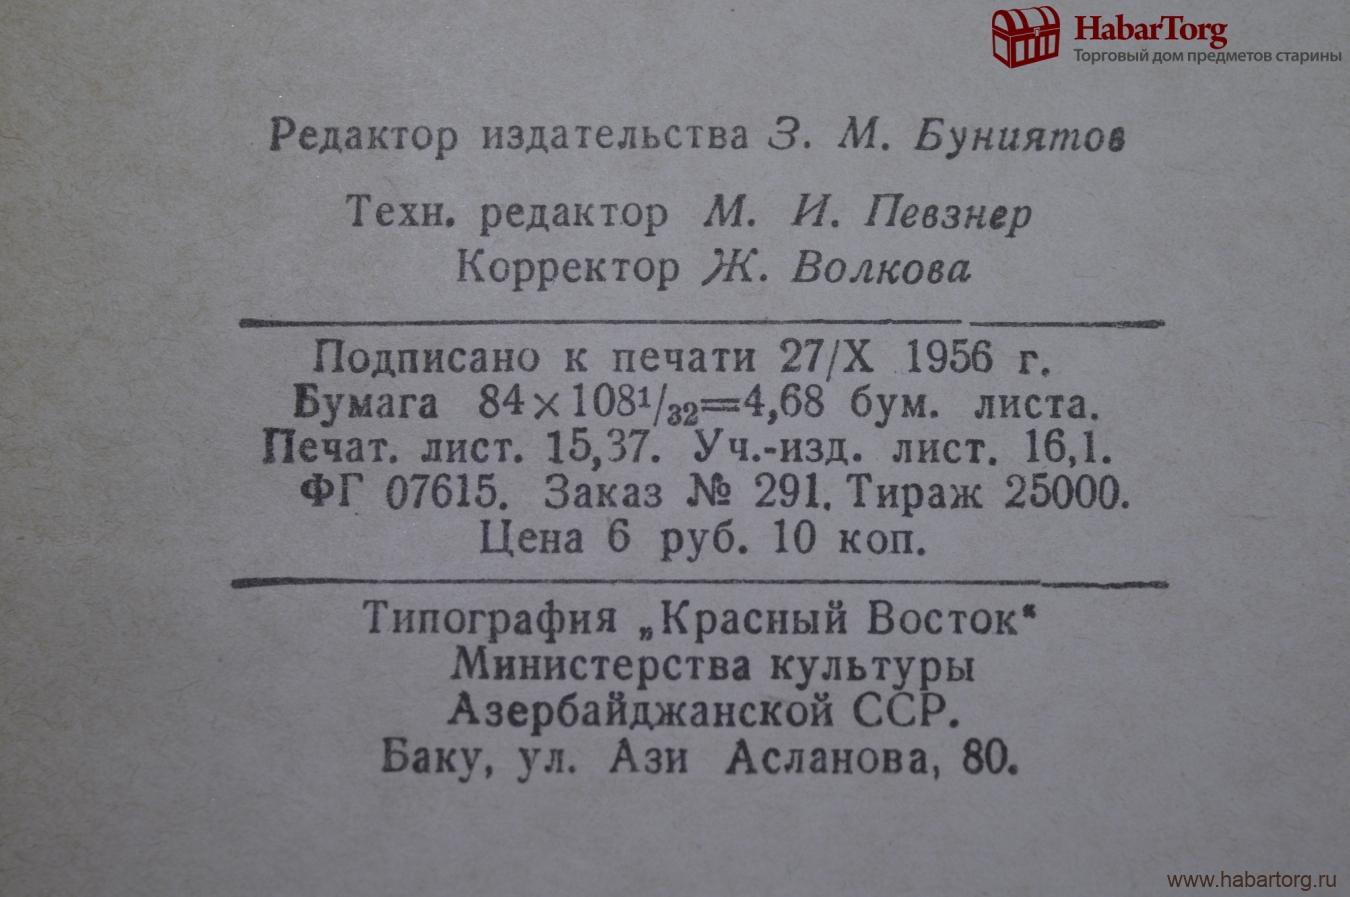 HabarTorg
Торговый дом предметов старины
Редактор издательства З. М. Буниятов
Техн. редактор М. И. Певзнер
Корректор Ж. Волкова
Подписано к печати 27/X 1956 г.
Бумага 84×108¹/₃₂=4,68 бум. листа.
Печат. лист. 15,37. Уч.-изд. лист. 16,1.
ФГ 07615. Заказ № 291. Тираж 25000.
Цена 6 руб. 10 коп.
Типография „Красный Восток“
Министерства культуры
Азербайджанской ССР.
Баку, ул. Ази Асланова, 80.
www.habartorg.ru